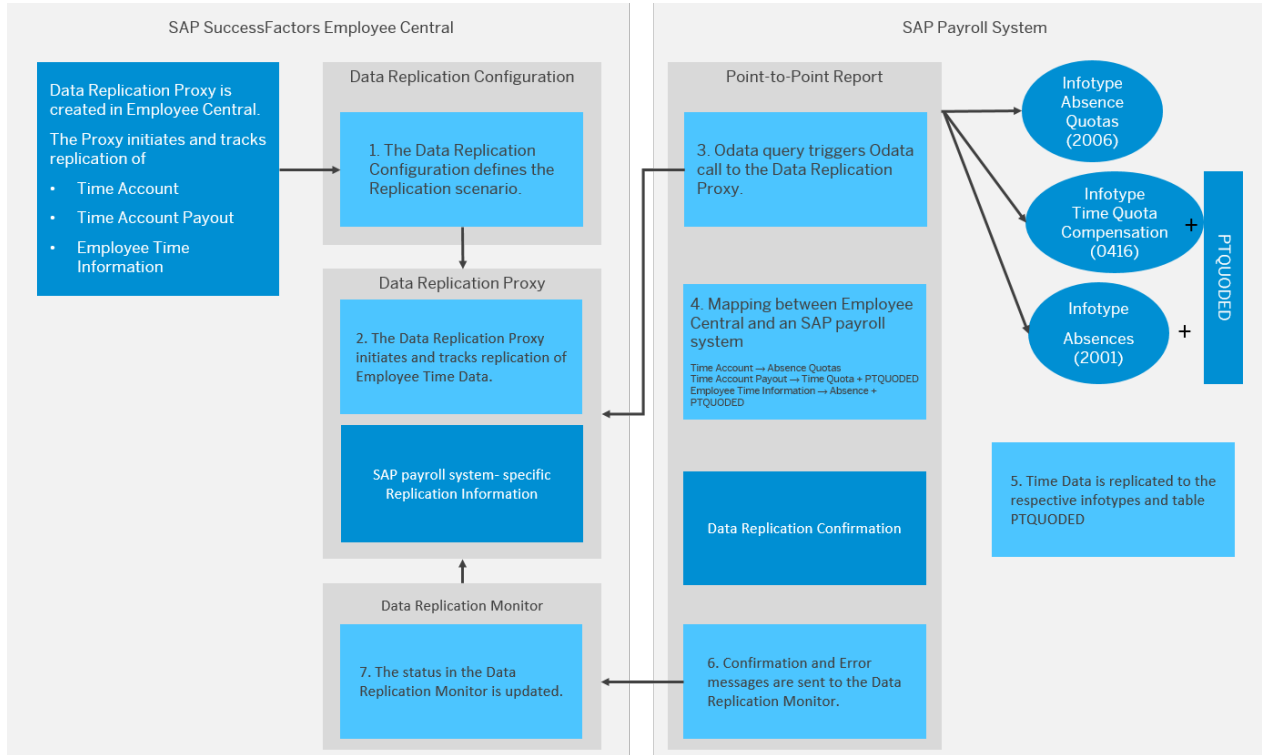 SAP SuccessFactors Employee Central
Data Replication Proxy is
created in Employee Central.
The Proxy initiates and tracks
replication of
• Time Account
• Time Account Payout
• Employee Time
Information
Data Replication Configuration
1. The Data Replication
Configuration defines the
Replication scenario.
Data Replication Proxy
2. The Data Replication Proxy
initiates and tracks replication of
Employee Time Data.
SAP payroll system- specific
Replication Information
Data Replication Monitor
7. The status in the Data
Replication Monitor is updated.
SAP Payroll System
Point-to-Point Report
3. Odata query triggers Odata
call to the Data Replication
Proxy.
4. Mapping between Employee
Central and an SAP payroll
system
Time Account → Absence Quotas
Time Account Payout → Time Quota + PTQUODED
Employee Time Information → Absence +
PTQUODED
Data Replication Confirmation
6. Confirmation and Error
messages are sent to the Data
Replication Monitor.
Infotype
Absence
Quotas
(2006)
Infotype
Time Quota
Compensation
(0416)
+
Infotype
Absences
(2001)
+
PTQUODED
5. Time Data is replicated to the
respective infotypes and table
PTQUODED